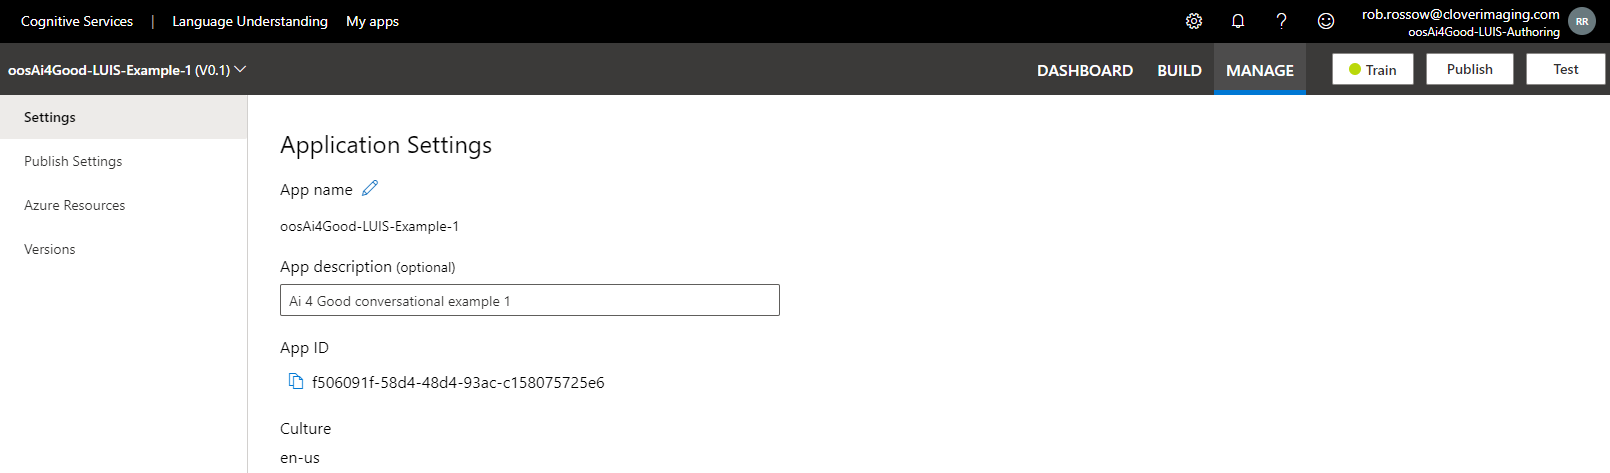 Cognitive Services | Language Understanding My apps
rob.rossow@cloverimaging.com
oosAi4Good-LUIS-Authoring
RR
oosAi4Good-LUIS-Example-1 (V0.1)
DASHBOARD BUILD MANAGE Train Publish Test
Settings
Publish Settings
Azure Resources
Versions
Application Settings
App name
oosAi4Good-LUIS-Example-1
App description (optional)
Ai 4 Good conversational example 1
App ID
f506091f-58d4-48d4-93ac-c158075725e6
Culture
en-us